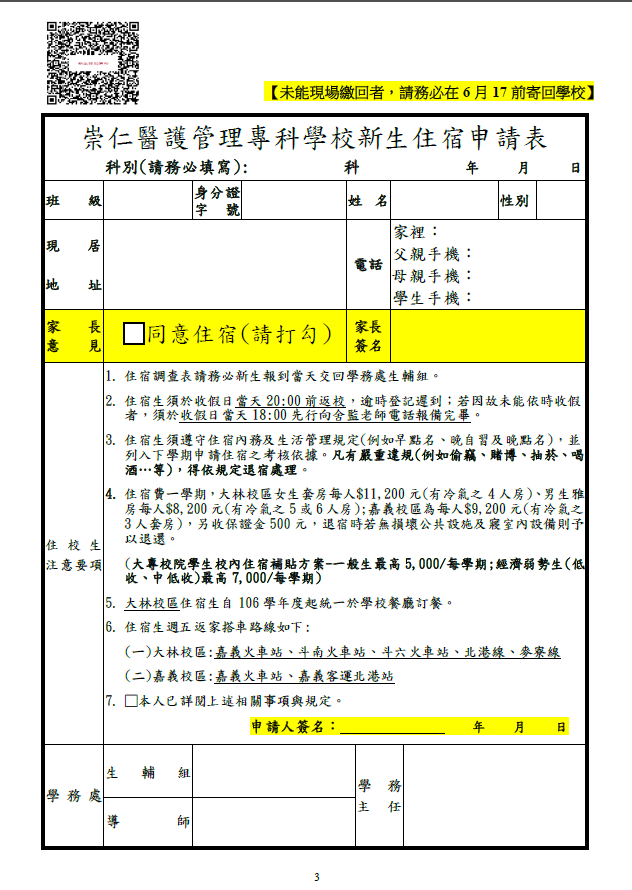 【未能現場繳回者，請務必在 6 月 17 前寄回學校】
崇仁醫護管理專科學校新生住宿申請表
科別(請務必填寫)： 科 年 月 日
班級 身分證字號 姓名 性別
現居地址 電話 家裡：
父親手機：
母親手機：
學生手機：
家長意見 □同意住宿(請打勾) 家長簽名
住校生注意要項
1. 住宿調查表請務必新生報到當天交回學務處生輔組。
2. 住宿生須於收假日當天 20:00 前返校，逾時登記遲到；若因故未能依時收假
者，須於收假日當天 18:00 先行向舍監老師電話報備完畢。
3. 住宿生須遵守住宿內務及生活管理規定(例如早點名、晚自習及晚點名)，並
列入下學期申請住宿之考核依據。凡有嚴重違規(例如偷竊、賭博、抽菸、喝
酒…等)，得依規定退宿處理。
4. 住宿費一學期，大林校區女生套房每人$11,200 元(有冷氣之 4 人房)、男生雅
房每人$8,200 元(有冷氣之 5 或 6 人房)；嘉義校區為每人$9,200 元(有冷氣之
3 人套房)，另收保證金 500 元，退宿時若無損壞公共設施及寢室內設備則予
以退還。
(大專校院學生校內住宿補貼方案-一般生最高 5,000/每學期;經濟弱勢生(低
收、中低收)最高 7,000/每學期)
5. 大林校區住宿生自 106 學年度起統一於學校餐廳訂餐。
6. 住宿生週五返家搭車路線如下:
(一)大林校區:嘉義火車站、斗南火車站、斗六火車站、北港線、麥寮線
(二)嘉義校區:嘉義火車站、嘉義客運北港站
7. □本人已詳閱上述相關事項與規定。
申請人簽名： 年 月 日
學務處 生輔組 學務主任
導師
3